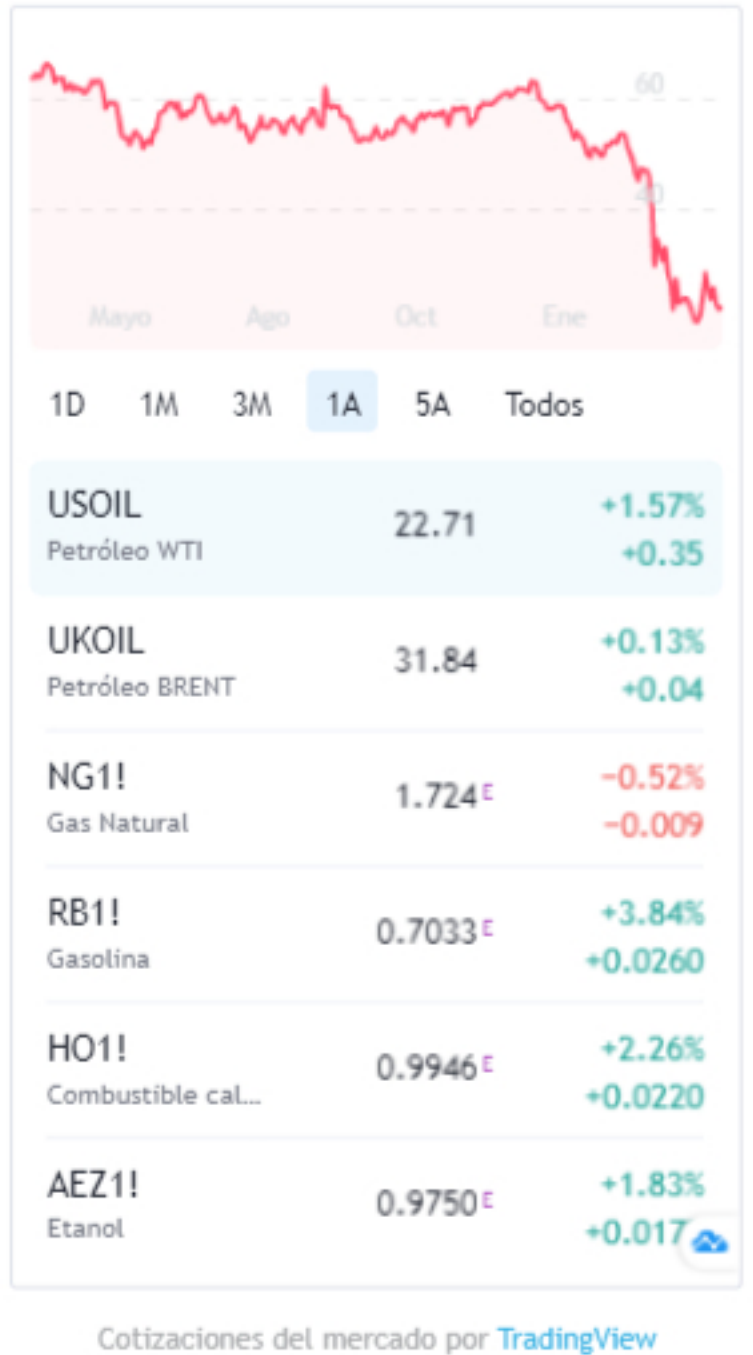 60
40
Mayo Ago Oct Ene
1D 1M 3M 1A 5A Todos
USOIL 22.71 +1.57%
Petróleo WTI +0.35
UKOIL 31.84 +0.13%
Petróleo BRENT +0.04
NG1! 1.724 E −0.52%
Gas Natural −0.009
RB1! 0.7033 E +3.84%
Gasolina +0.0260
HO1! 0.9946 E +2.26%
Combustible cal... +0.0220
AEZ1! 0.9750 E +1.83%
Etanol
Cotizaciones del mercado por TradingView